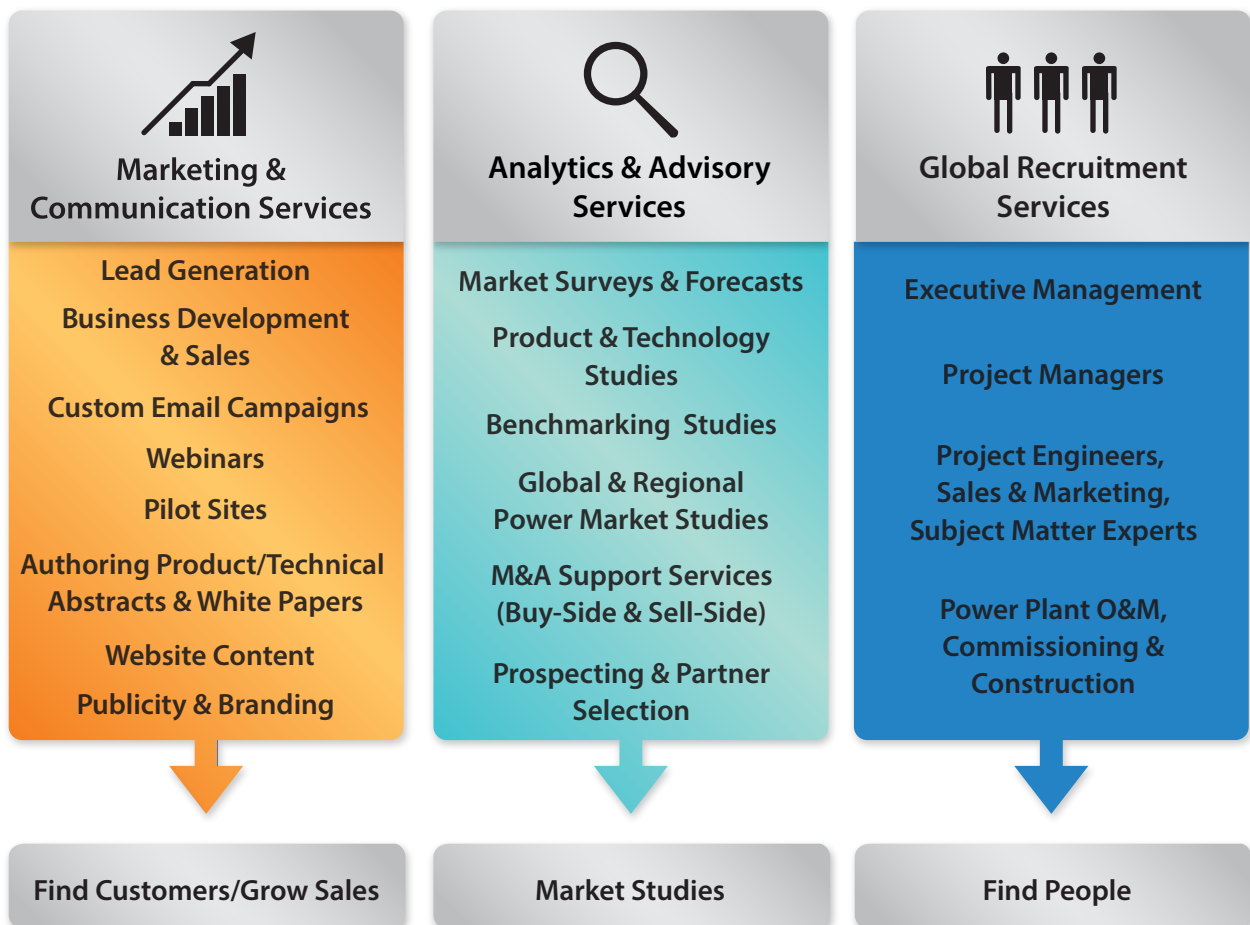 Marketing &
Communication Services
Lead Generation
Business Development
& Sales
Custom Email Campaigns
Webinars
Pilot Sites
Authoring Product/Technical
Abstracts & White Papers
Website Content
Publicity & Branding
Find Customers/Grow Sales
Analytics & Advisory
Services
Market Surveys & Forecasts
Product & Technology
Studies
Benchmarking Studies
Global & Regional
Power Market Studies
M&A Support Services
(Buy-Side & Sell-Side)
Prospecting & Partner
Selection
Market Studies
Global Recruitment
Services
Executive Management
Project Managers
Project Engineers,
Sales & Marketing,
Subject Matter Experts
Power Plant O&M,
Commissioning &
Construction
Find People